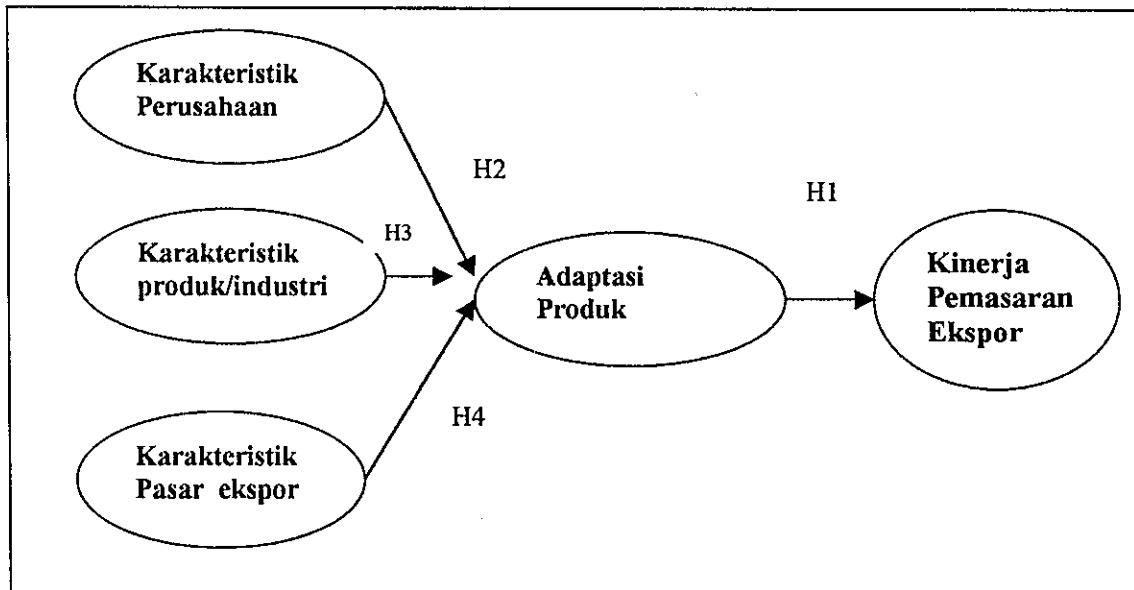 Karakteristik
Perusahaan
H2
H1
H3
Karakteristik
produk/industri
Adaptasi
Produk
Kinerja
Pemasaran
Ekspor
H4
Karakteristik
Pasar ekspor